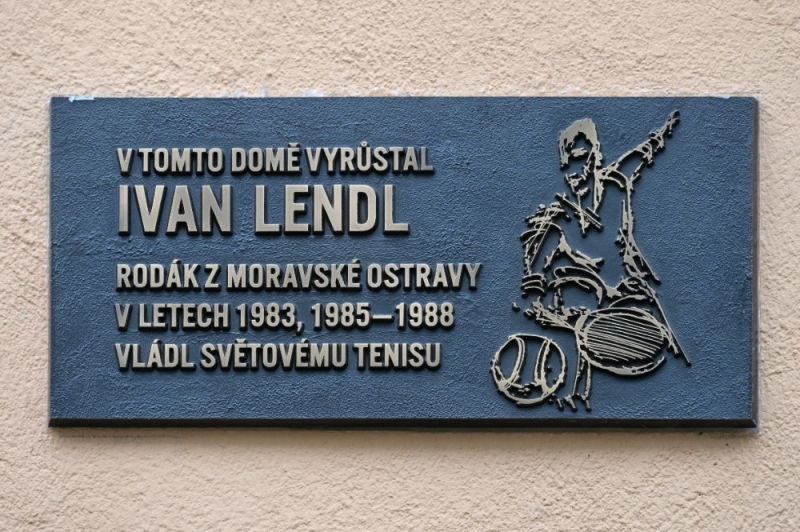 V TOMTO DOMĚ VYRŮSTAL
IVAN LENDL
RODÁK Z MORAVSKÉ OSTRAVY
V LETECH 1983, 1985–1988
VLÁDL SVĚTOVÉMU TENISU